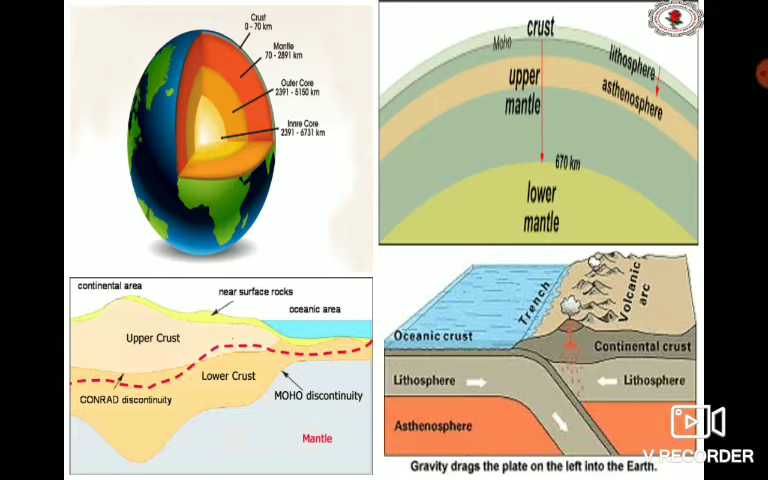 Crust
0 - 70 km
Mantle
70 - 2891 km
Outer Core
2391 - 5150 km
Innre Core
2391 - 6731 km
crust
Moho
lithosphere
upper
mantle
asthenosphere
670 km
lower
mantle
continental area
near surface rocks
oceanic area
Upper Crust
Lower Crust
CONRAD discontinuity
MOHO discontinuity
Mantle
Trench
Volcanic
arc
Oceanic crust
Continental crust
Lithosphere
Lithosphere
Asthenosphere
Gravity drags the plate on the left into the Earth.
V RECORDER